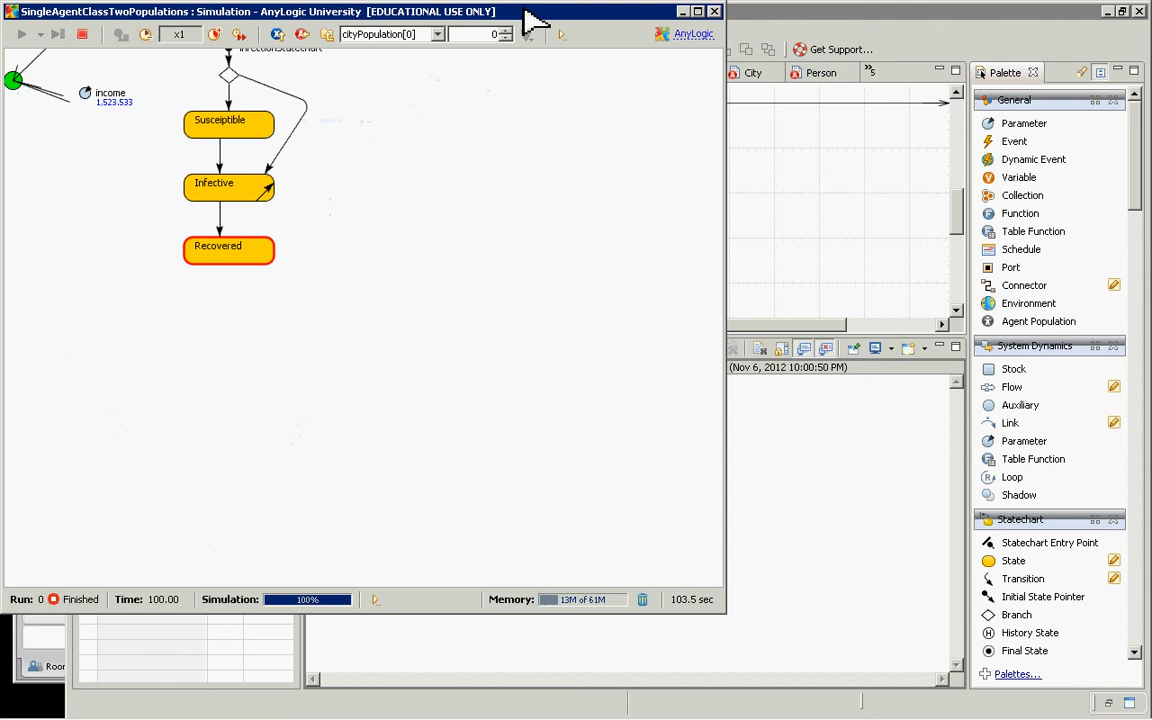 SingleAgentClassTwoPopulations : Simulation - AnyLogic University [EDUCATIONAL USE ONLY]
x1
cityPopulation[0]
0
AnyLogic
Get Support...
City
Person
5
Palette
income
1,523.533
Susceptible
Infective
Recovered
General
Parameter
Event
Dynamic Event
Variable
Collection
Function
Table Function
Schedule
Port
Connector
Environment
Agent Population
System Dynamics
Stock
Flow
Auxiliary
Link
Parameter
Table Function
Loop
Shadow
Statechart
Statechart Entry Point
State
Transition
Initial State Pointer
Branch
History State
Final State
Palettes...
(Nov 6, 2012 10:00:50 PM)
Run: 0
Finished
Time: 100.00
Simulation:
100%
Memory:
13M of 61M
103.5 sec
Roon